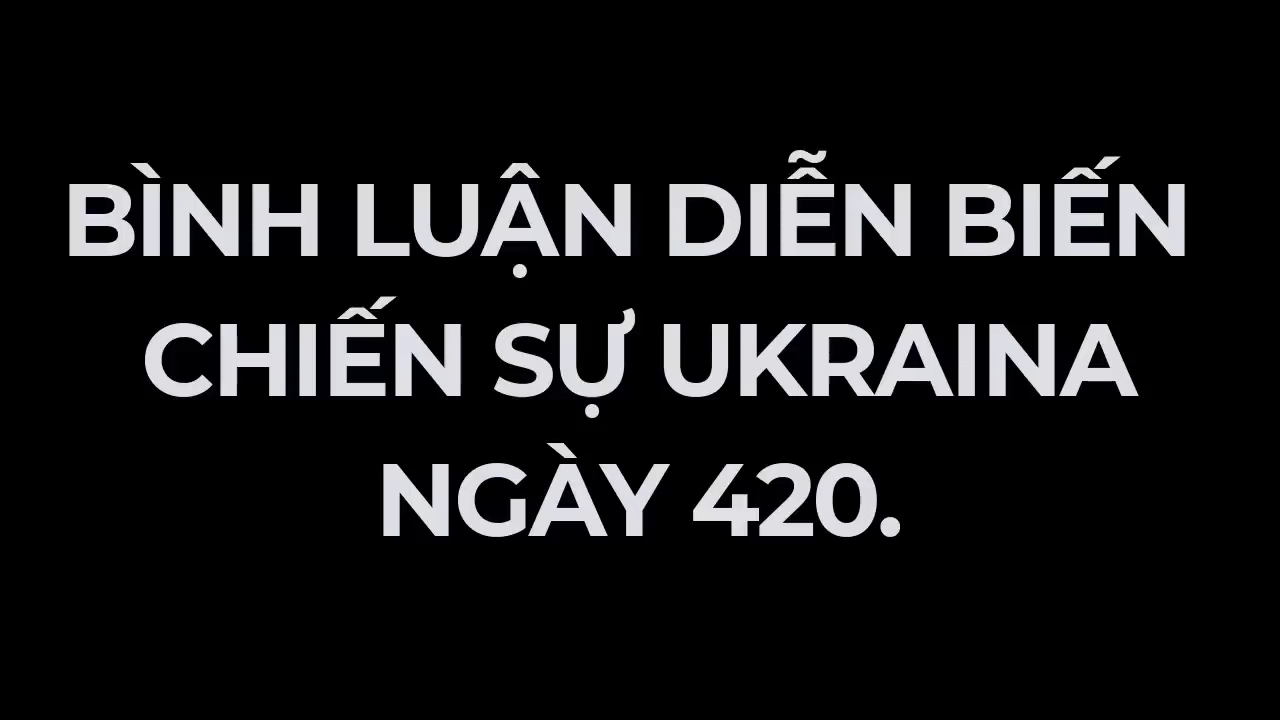 BÌNH LUẬN DIỄN BIẾN
CHIẾN SỰ UKRAINA
NGÀY 420.